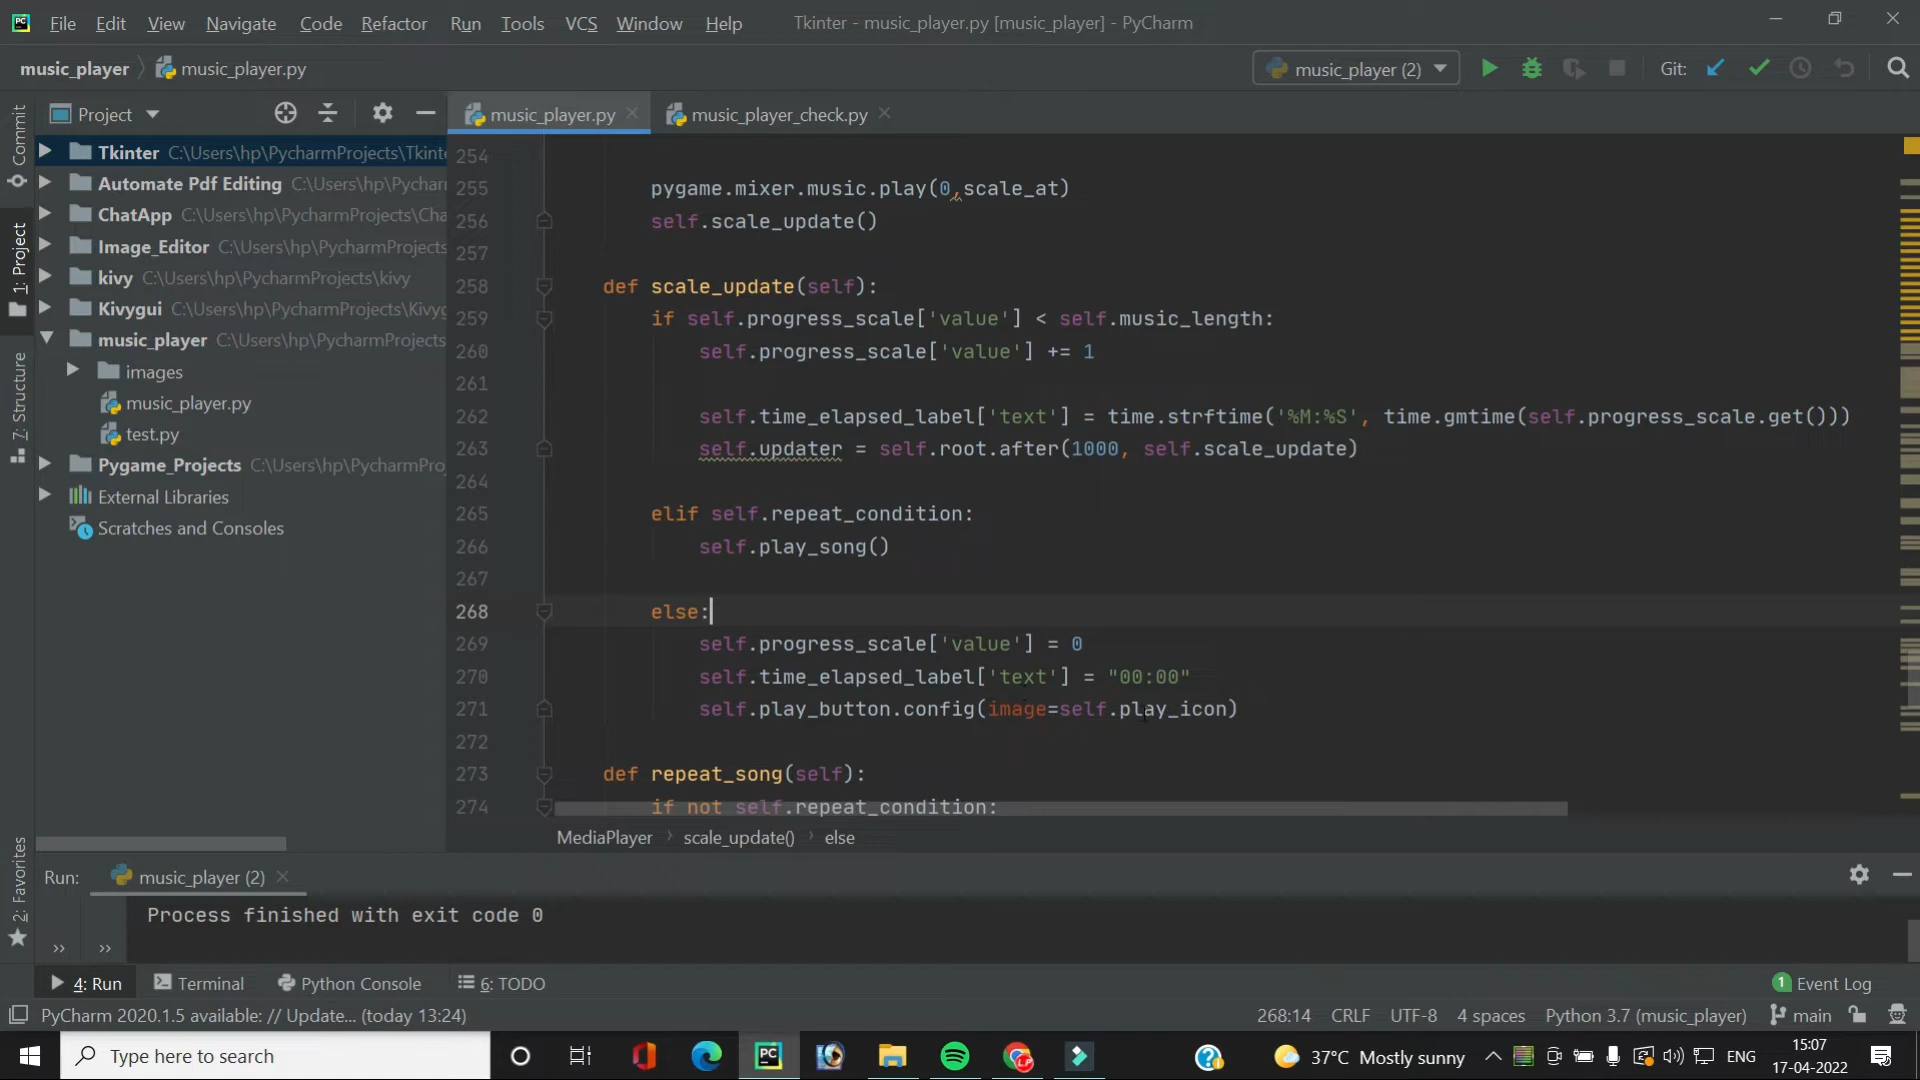 File Edit View Navigate Code Refactor Run Tools VCS Window Help Tkinter - music_player.py [music_player] - PyCharm
music_player music_player.py music_player (2) Git:
Project music_player.py music_player_check.py
Commit
1: Project
7: Structure
2: Favorites
Tkinter C:\Users\hp\PycharmProjects\Tkint
Automate Pdf Editing C:\Users\hp\Pychar
ChatApp C:\Users\hp\PycharmProjects\Cha
Image_Editor C:\Users\hp\PycharmProjects
kivy C:\Users\hp\PycharmProjects\kivy
Kivygui C:\Users\hp\PycharmProjects\Kivyg
music_player C:\Users\hp\PycharmProjects
images
music_player.py
test.py
Pygame_Projects C:\Users\hp\PycharmPro
External Libraries
Scratches and Consoles
254
255 pygame.mixer.music.play(0,scale_at)
256 self.scale_update()
257
258 def scale_update(self):
259 if self.progress_scale['value'] < self.music_length:
260 self.progress_scale['value'] += 1
261
262 self.time_elapsed_label['text'] = time.strftime('%M:%S', time.gmtime(self.progress_scale.get()))
263 self.updater = self.root.after(1000, self.scale_update)
264
265 elif self.repeat_condition:
266 self.play_song()
267
268 else:
269 self.progress_scale['value'] = 0
270 self.time_elapsed_label['text'] = "00:00"
271 self.play_button.config(image=self.play_icon)
272
273 def repeat_song(self):
274 if not self.repeat_condition:
MediaPlayer scale_update() else
Run: music_player (2)
Process finished with exit code 0
4: Run Terminal Python Console 6: TODO 1 Event Log
PyCharm 2020.1.5 available: // Update... (today 13:24) 268:14 CRLF UTF-8 4 spaces Python 3.7 (music_player) main
Type here to search 37°C Mostly sunny ENG 15:07
17-04-2022